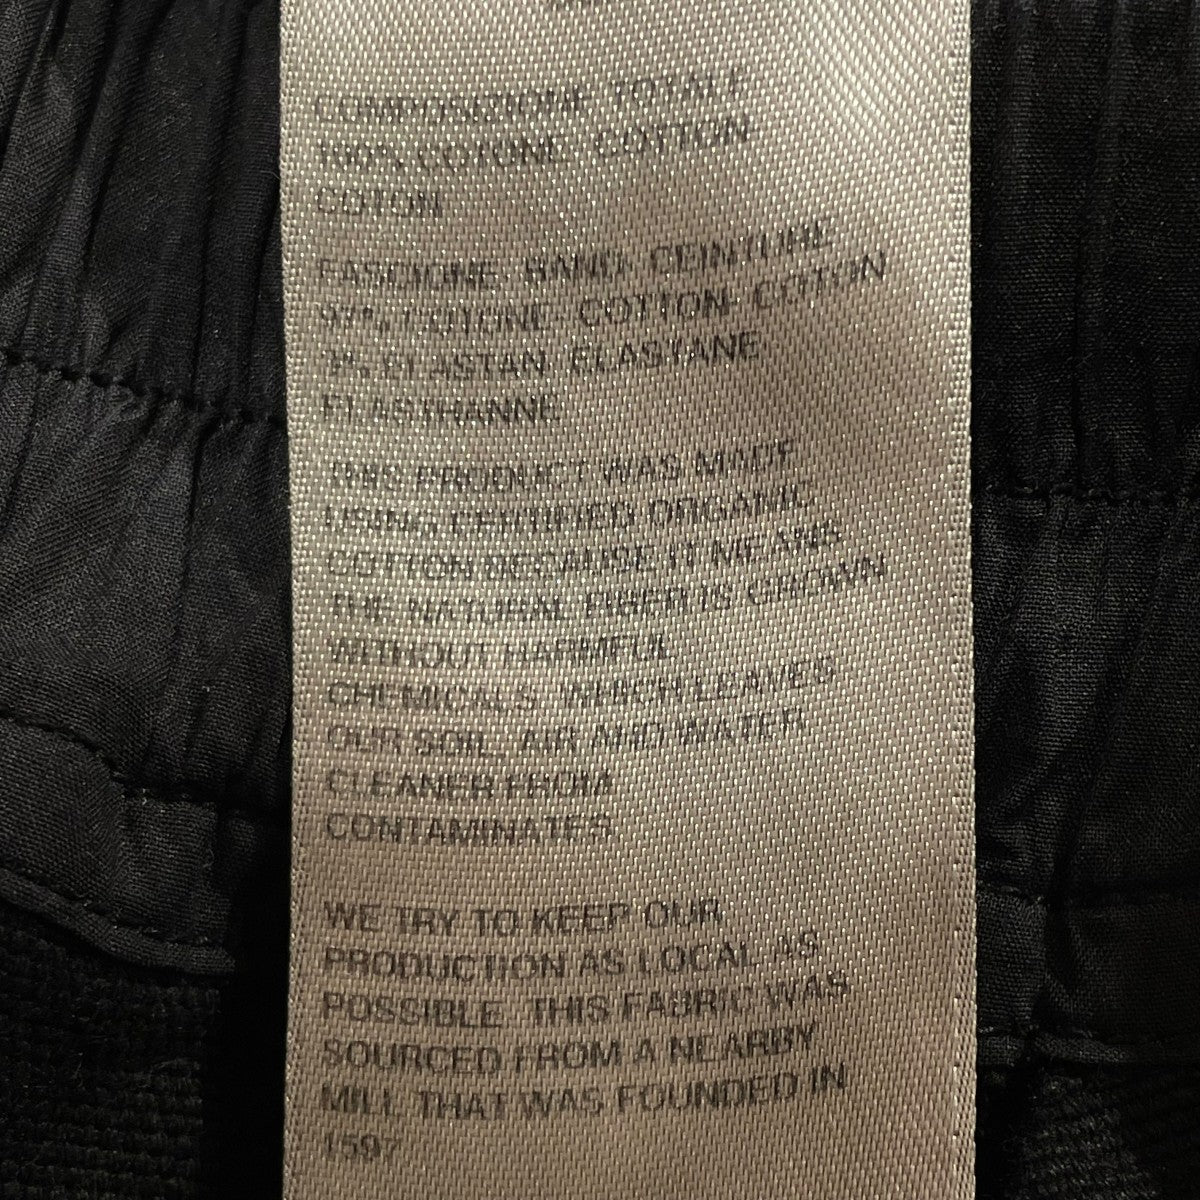 COMPOSIZIONE TOTALE
100% COTONE COTTON
COTON
FASCIONE BAND CEINTURE
97% COTONE COTTON COTTON
3% ELASTAN ELASTANE
ELASTHANNE
THIS PRODUCT WAS MADE
USING CERTIFIED ORGANIC
COTTON BECAUSE IT MEANS
THE NATURAL FIBER IS GROWN
WITHOUT HARMFUL
CHEMICALS, WHICH LEAVES
OUR SOIL, AIR AND WATER
CLEANER FROM
CONTAMINATES.
WE TRY TO KEEP OUR
PRODUCTION AS LOCAL AS
POSSIBLE. THIS FABRIC WAS
SOURCED FROM A NEARBY
MILL THAT WAS FOUNDED IN
1597